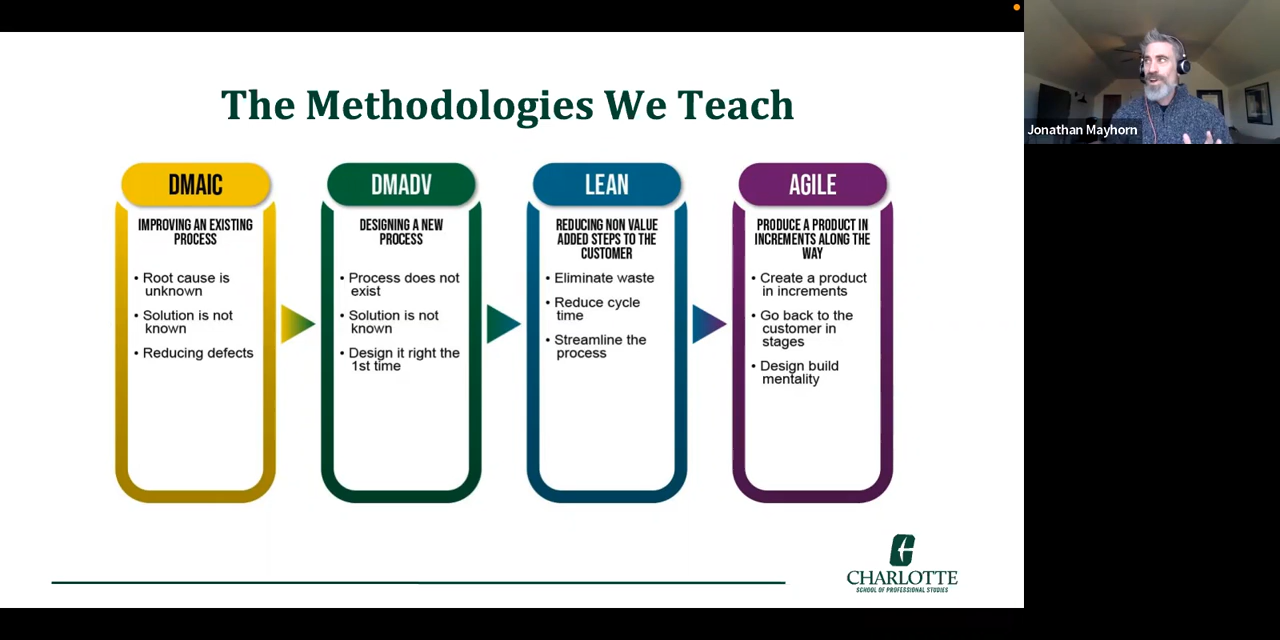 The Methodologies We Teach
Jonathan Mayhorn
DMAIC
IMPROVING AN EXISTING
PROCESS
• Root cause is
unknown
• Solution is not
known
• Reducing defects
DMADV
DESIGNING A NEW
PROCESS
• Process does not
exist
• Solution is not
known
• Design it right the
1st time
LEAN
REDUCING NON VALUE
ADDED STEPS TO THE
CUSTOMER
• Eliminate waste
• Reduce cycle
time
• Streamline the
process
AGILE
PRODUCE A PRODUCT IN
INCREMENTS ALONG THE
WAY
• Create a product
in increments
• Go back to the
customer in
stages
• Design build
mentality
CHARLOTTE
SCHOOL OF PROFESSIONAL STUDIES